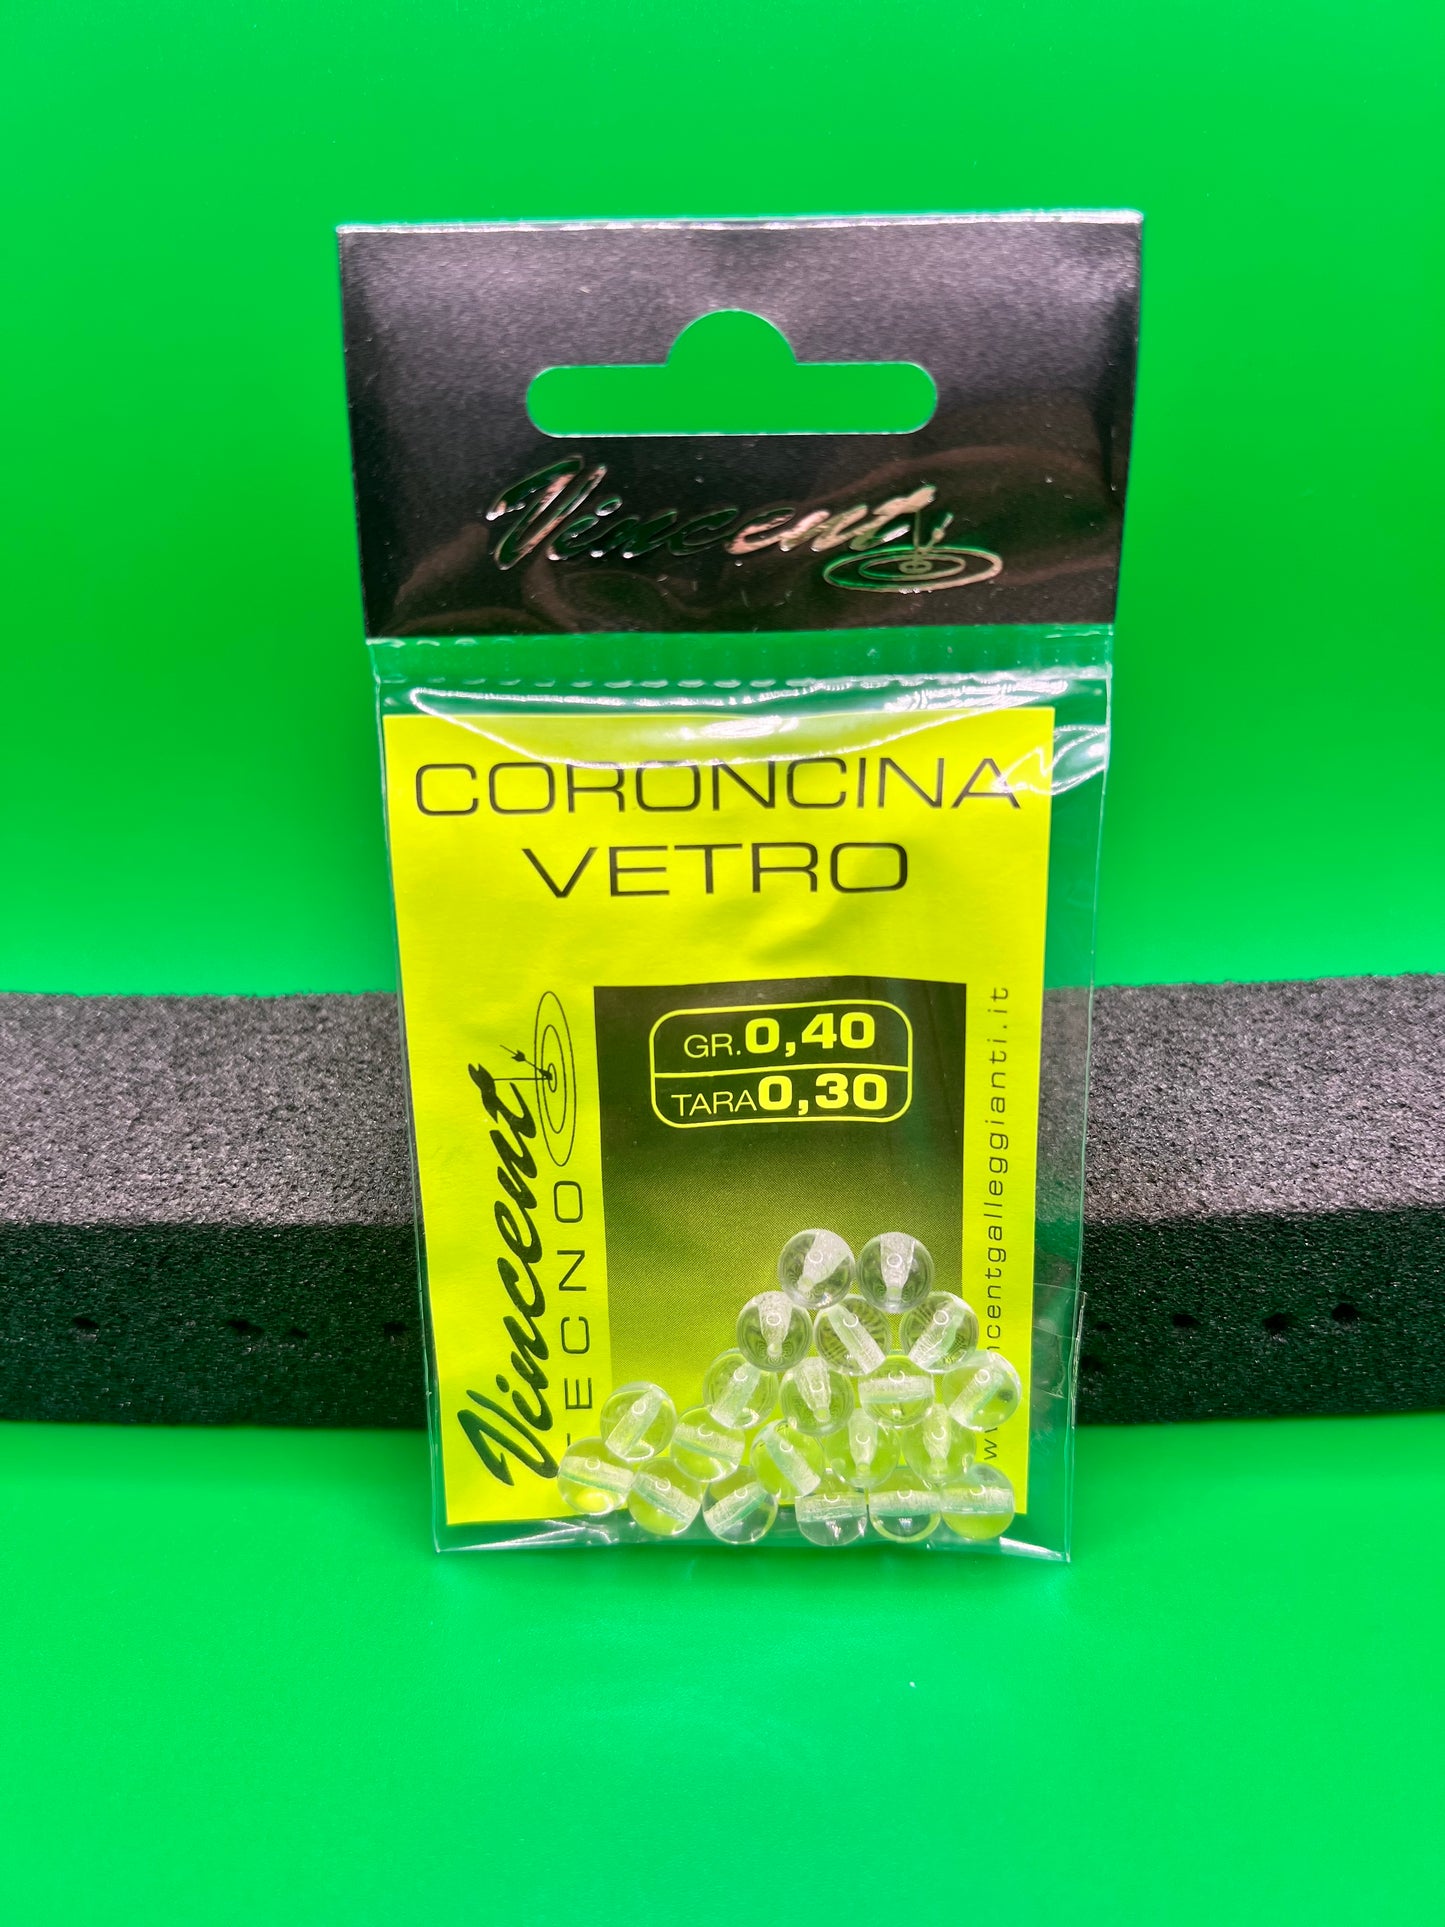 Vincent
CORONCINA
VETRO
GR.0,40
TARA0,30
Vincent
TECNO
www.vincentgalleggianti.it